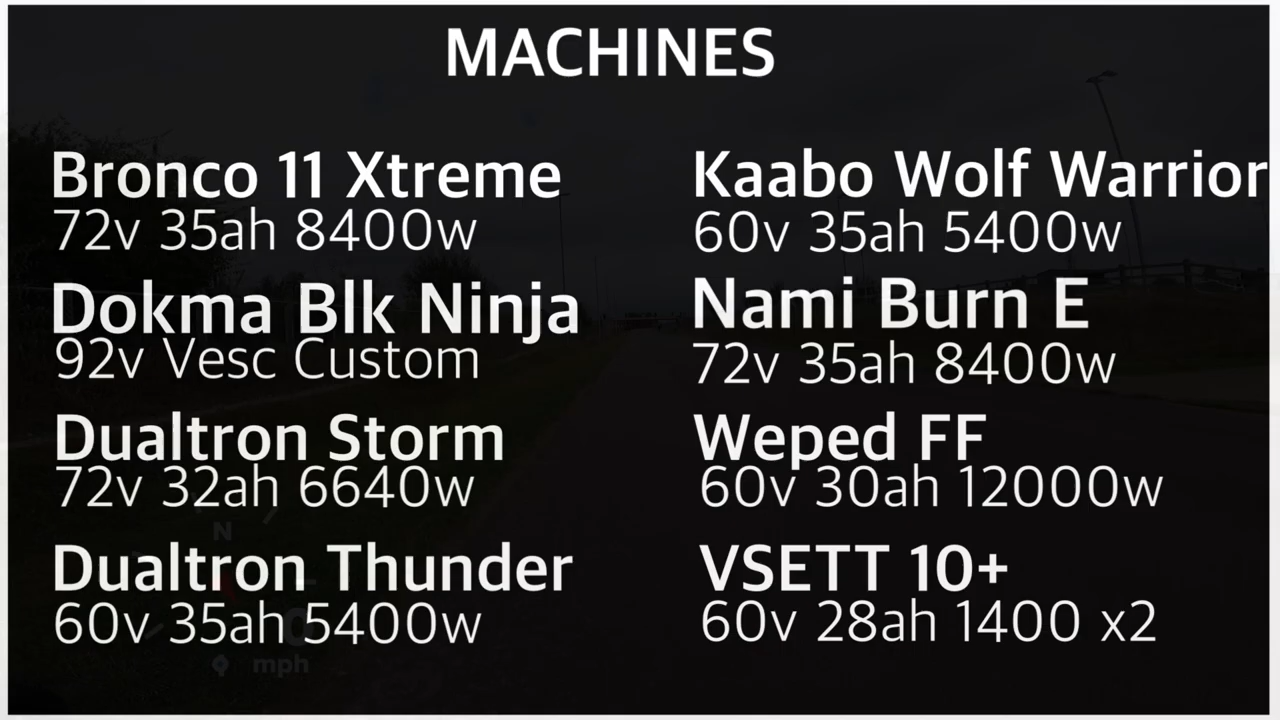 MACHINES
Bronco 11 Xtreme
72v 35ah 8400w
Dokma Blk Ninja
92v Vesc Custom
Dualtron Storm
72v 32ah 6640w
Dualtron Thunder
60v 35ah 5400w
Kaabo Wolf Warrior
60v 35ah 5400w
Nami Burn E
72v 35ah 8400w
Weped FF
60v 30ah 12000w
VSETT 10+
60v 28ah 1400 x2
N
0
mph